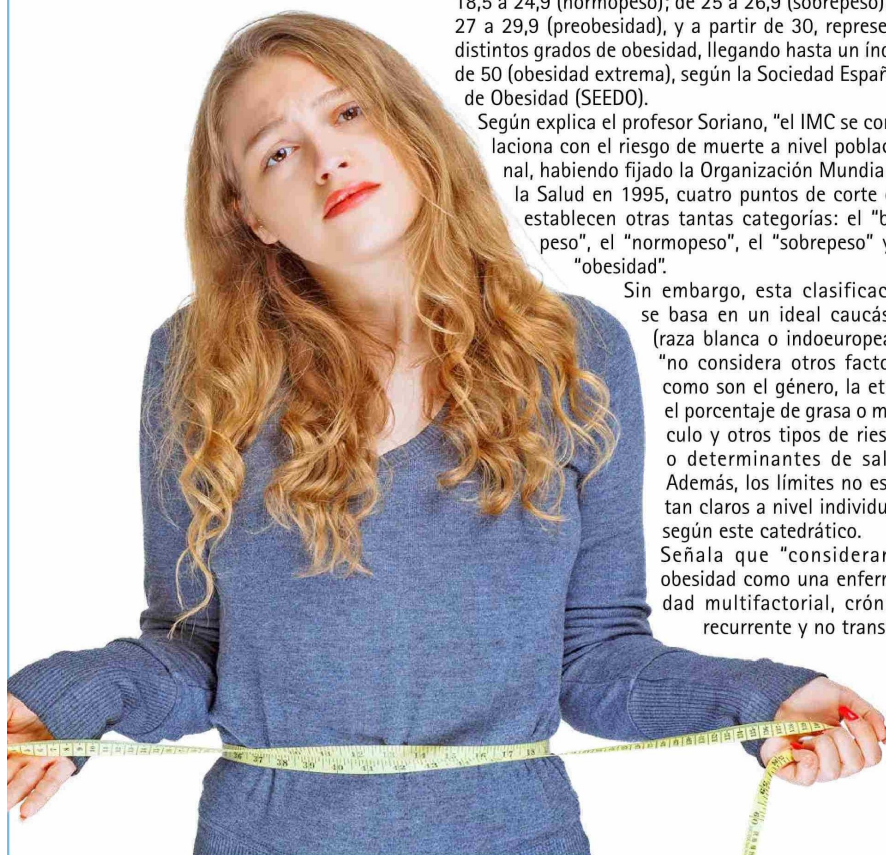 18,5 a 24,9 (normopeso); de 25 a 26,9 (sobrepeso)
27 a 29,9 (preobesidad), y a partir de 30, represe
distintos grados de obesidad, llegando hasta un índ
de 50 (obesidad extrema), según la Sociedad Españ
de Obesidad (SEEDO).
Según explica el profesor Soriano, “el IMC se cor
laciona con el riesgo de muerte a nivel poblac
nal, habiendo fijado la Organización Mundia
la Salud en 1995, cuatro puntos de corte
establecen otras tantas categorías: el “b
peso”, el “normopeso”, el “sobrepeso” y
“obesidad”.
Sin embargo, esta clasificac
se basa en un ideal caucás
(raza blanca o indoeuropea
“no considera otros facto
como son el género, la et
el porcentaje de grasa o m
culo y otros tipos de ries
o determinantes de sal
Además, los límites no es
tan claros a nivel individu
según este catedrático.
Señala que “considerar
obesidad como una enferm
dad multifactorial, crón
recurrente y no trans